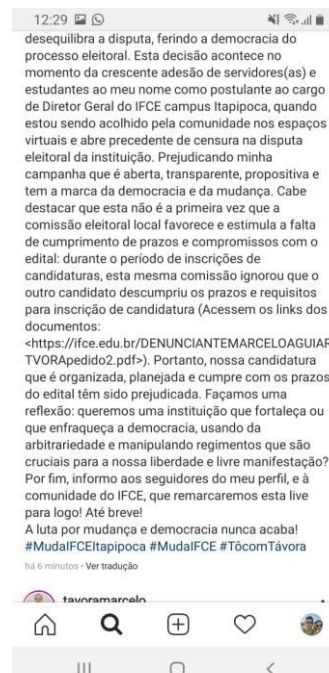 12:29
desequilibra a disputa, ferindo a democracia do
processo eleitoral. Esta decisão acontece no
momento da crescente adesão de servidores(as) e
estudantes ao meu nome como postulante ao cargo
de Diretor Geral do IFCE campus Itapipoca, quando
estou sendo acolhido pela comunidade nos espaços
virtuais e abre precedente de censura na disputa
eleitoral da instituição. Prejudicando minha
campanha que é aberta, transparente, propositiva e
tem a marca da democracia e da mudança. Cabe
destacar que esta não é a primeira vez que a
comissão eleitoral local favorece e estimula a falta
de cumprimento de prazos e compromissos com o
edital: durante o período de inscrições de
candidaturas, esta mesma comissão ignorou que o
outro candidato descumpriu os prazos e requisitos
para inscrição de candidatura (Acessem os links dos
documentos:
<https://ifce.edu.br/DENUNCIANTEMARCELOAGUIAR
TVORApedido2.pdf>). Portanto, nossa candidatura
que é organizada, planejada e cumpre com os prazos
do edital têm sido prejudicada. Façamos uma
reflexão: queremos uma instituição que fortaleça ou
que enfraqueça a democracia, usando da
arbitrariedade e manipulando regimentos que são
cruciais para a nossa liberdade e livre manifestação?
Por fim, informo aos seguidores do meu perfil, e à
comunidade do IFCE, que remarcaremos esta live
para logo! Até breve!
A luta por mudança e democracia nunca acaba!
#MudaIFCEItapipoca #MudaIFCE #TôcomTávora
há 6 minutos · Ver tradução
tavoramarcelo